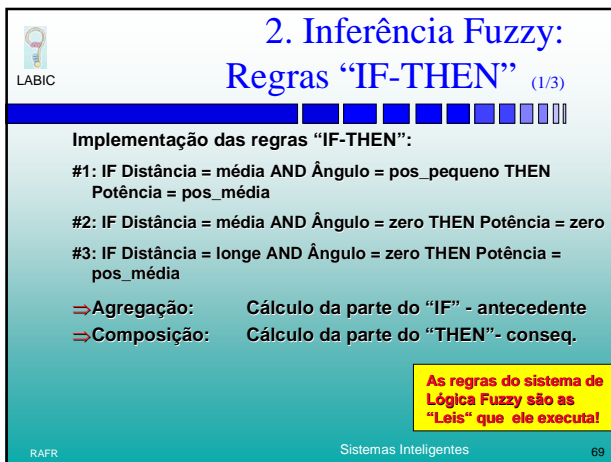 2. Inferência Fuzzy:
LABIC
Regras “IF-THEN” (1/3)
Implementação das regras “IF-THEN”:
#1: IF Distância = média AND Ângulo = pos_pequeno THEN
Potência = pos_média
#2: IF Distância = média AND Ângulo = zero THEN Potência = zero
#3: IF Distância = longe AND Ângulo = zero THEN Potência =
pos_média
⇒Agregação: Cálculo da parte do “IF” - antecedente
⇒Composição: Cálculo da parte do “THEN”- conseq.
As regras do sistema de
Lógica Fuzzy são as
“Leis“ que ele executa!
RAFR Sistemas Inteligentes 69